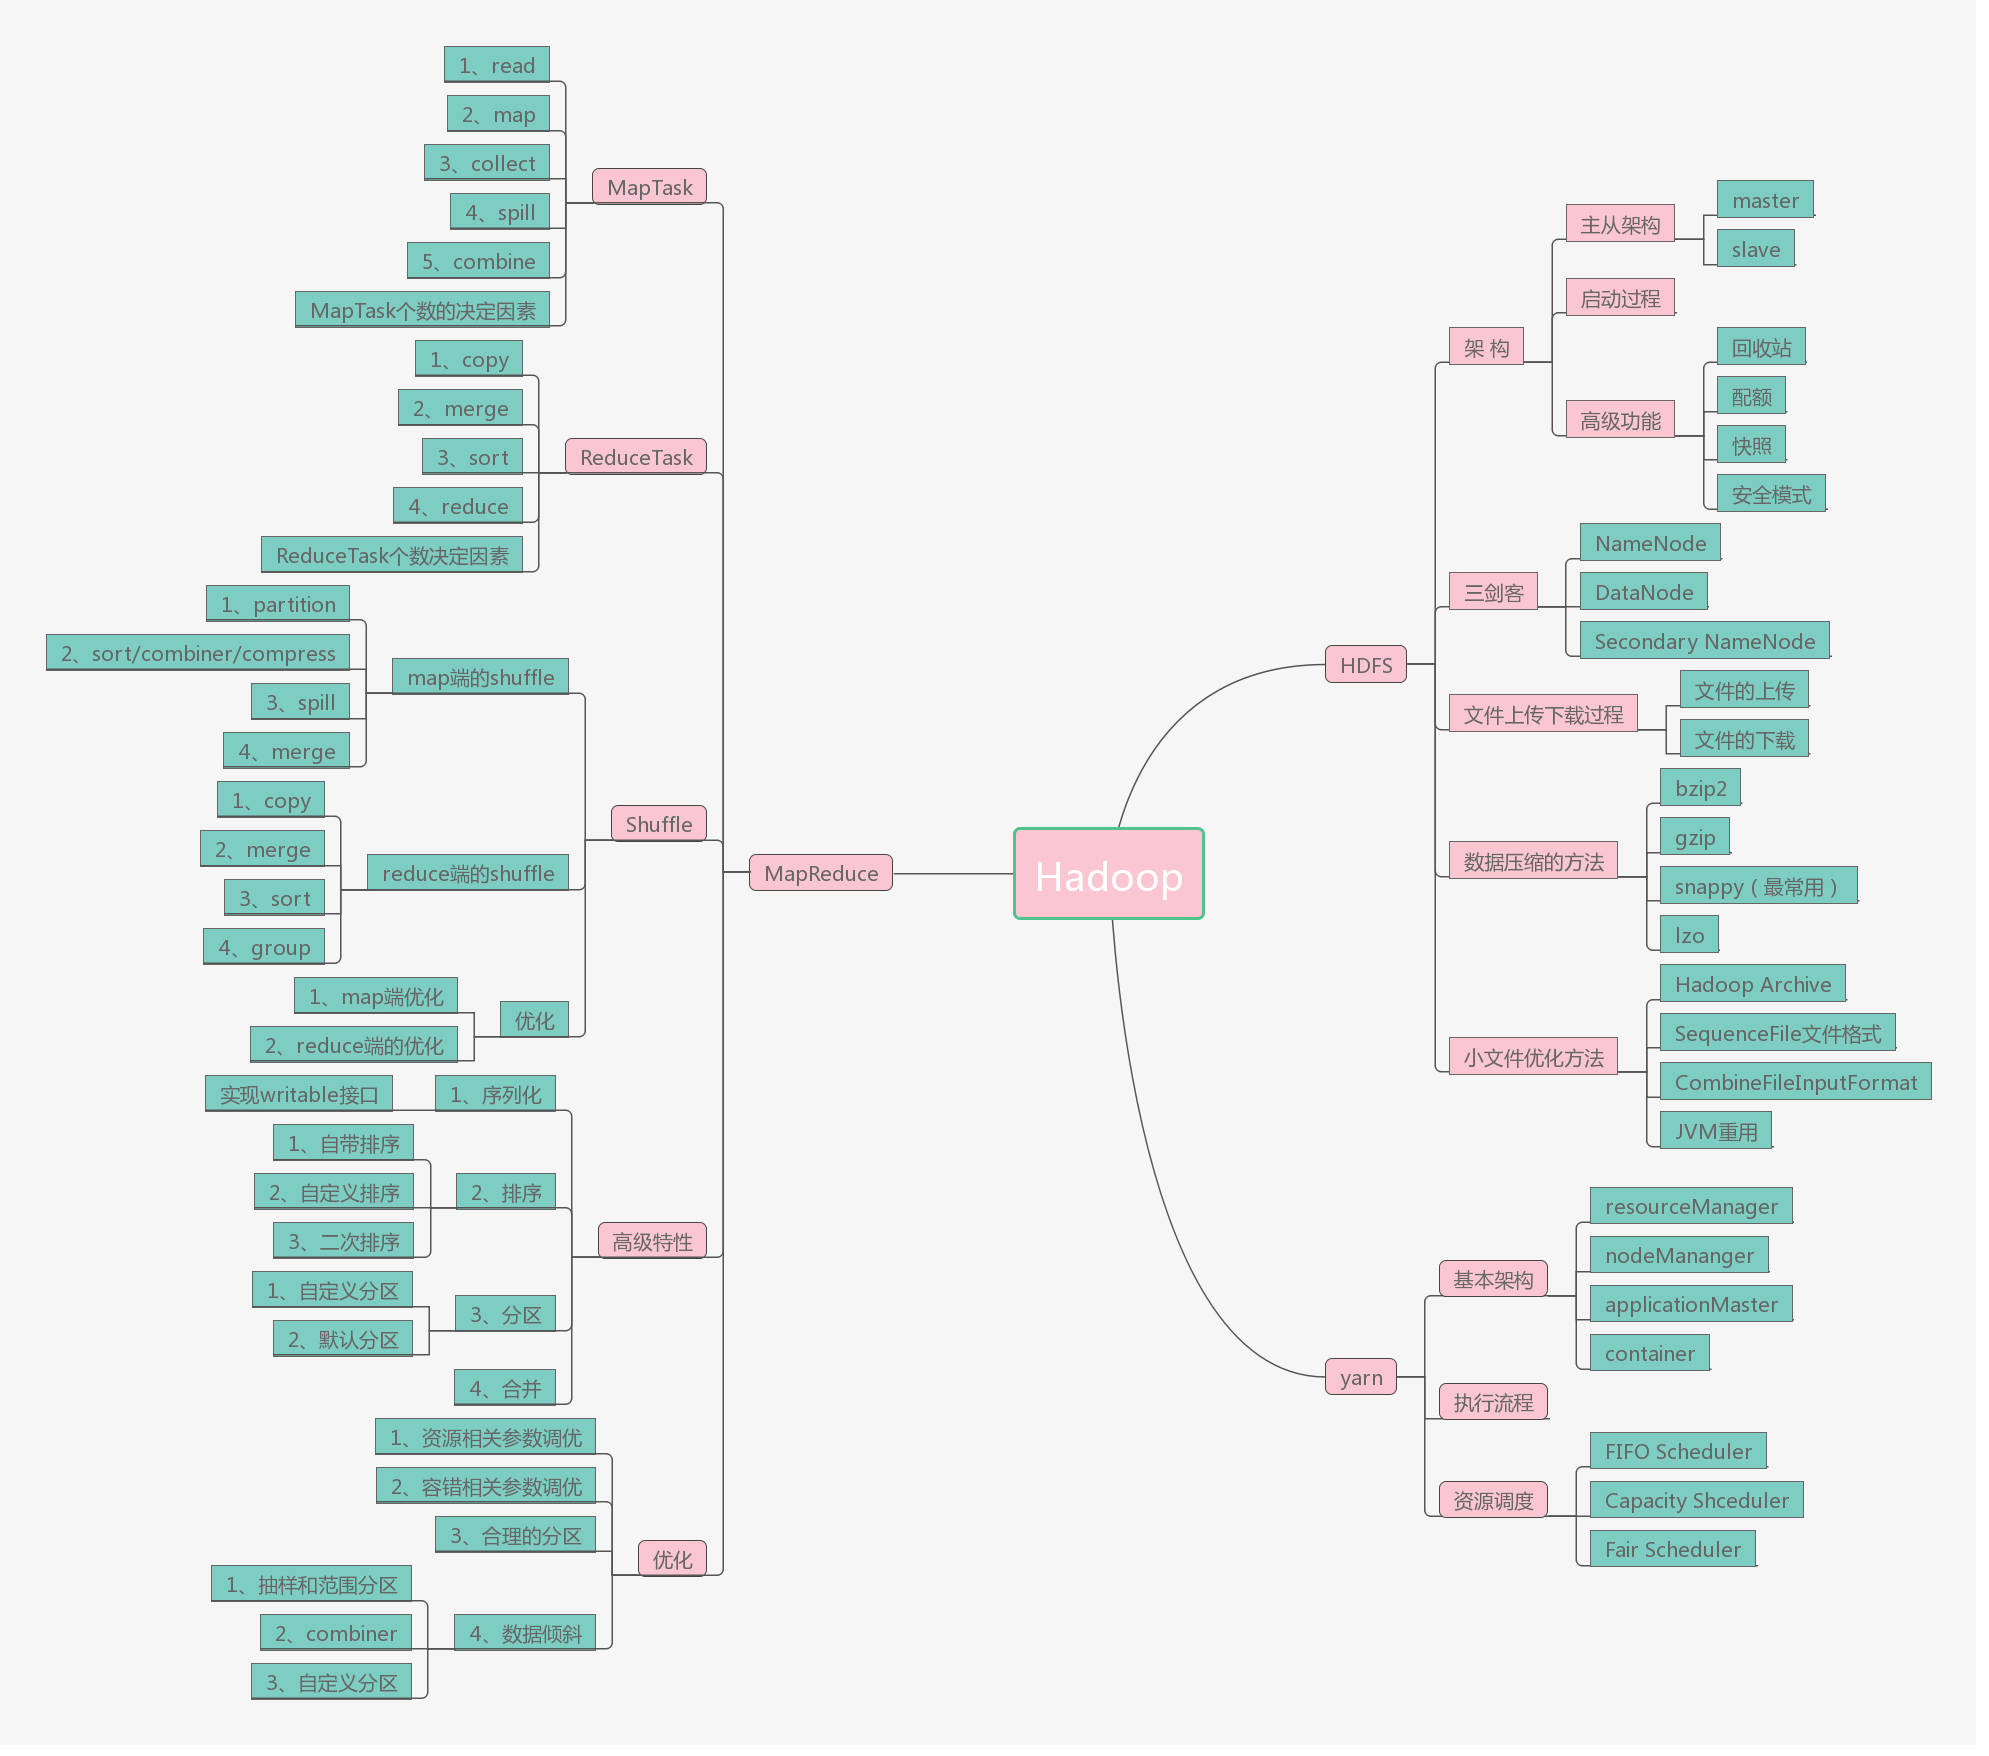 Hadoop
MapReduce
MapTask
1、read
2、map
3、collect
4、spill
5、combine
MapTask个数的决定因素
ReduceTask
1、copy
2、merge
3、sort
4、reduce
ReduceTask个数决定因素
Shuffle
map端的shuffle
1、partition
2、sort/combiner/compress
3、spill
4、merge
reduce端的shuffle
1、copy
2、merge
3、sort
4、group
优化
1、map端优化
2、reduce端的优化
高级特性
1、序列化
实现writable接口
2、排序
1、自带排序
2、自定义排序
3、二次排序
3、分区
1、自定义分区
2、默认分区
4、合并
优化
1、资源相关参数调优
2、容错相关参数调优
3、合理的分区
4、数据倾斜
1、抽样和范围分区
2、combiner
3、自定义分区
HDFS
架 构
主从架构
master
slave
启动过程
高级功能
回收站
配额
快照
安全模式
三剑客
NameNode
DataNode
Secondary NameNode
文件上传下载过程
文件的上传
文件的下载
数据压缩的方法
bzip2
gzip
snappy（最常用）
lzo
小文件优化方法
Hadoop Archive
SequenceFile文件格式
CombineFileInputFormat
JVM重用
yarn
基本架构
resourceManager
nodeMananger
applicationMaster
container
执行流程
资源调度
FIFO Scheduler
Capacity Shceduler
Fair Scheduler